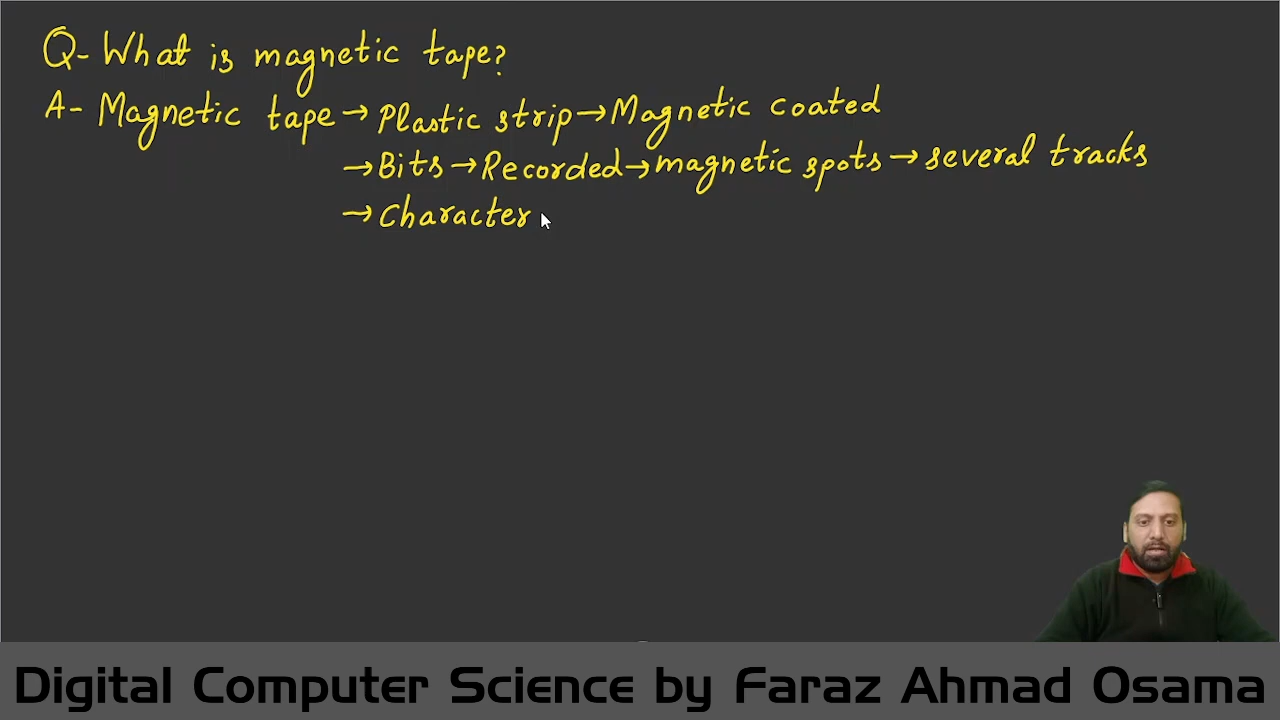 Q- What is magnetic tape?
A- Magnetic tape → Plastic strip → Magnetic coated
→ Bits → Recorded → magnetic spots → several tracks
→ Character
Digital Computer Science by Faraz Ahmad Osama